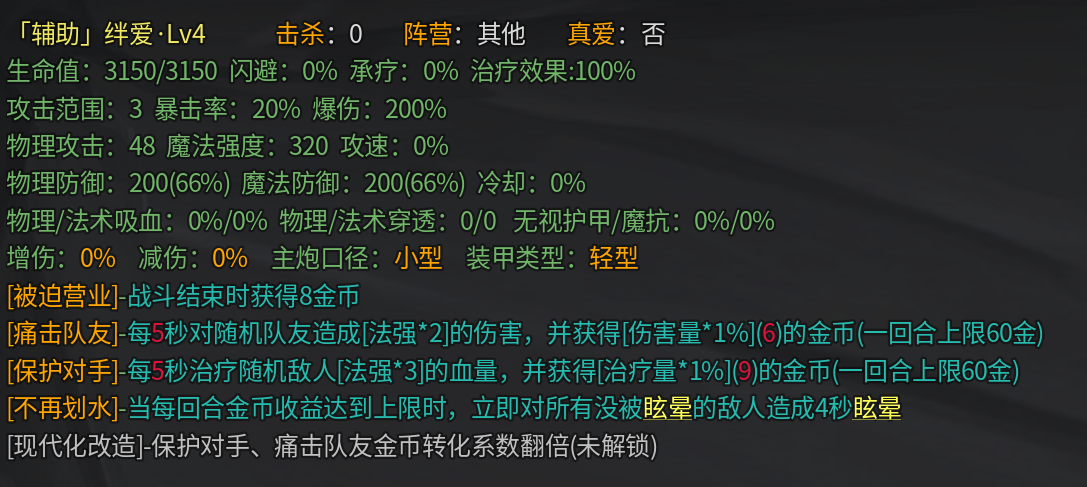 「辅助」绊爱·Lv4 击杀：0 阵营：其他 真爱：否
生命值：3150/3150 闪避：0% 承疗：0% 治疗效果:100%
攻击范围：3 暴击率：20% 爆伤：200%
物理攻击：48 魔法强度：320 攻速：0%
物理防御：200(66%) 魔法防御：200(66%) 冷却：0%
物理/法术吸血：0%/0% 物理/法术穿透：0/0 无视护甲/魔抗：0%/0%
增伤：0% 减伤：0% 主炮口径：小型 装甲类型：轻型
[被迫营业]-战斗结束时获得8金币
[痛击队友]-每5秒对随机队友造成[法强*2]的伤害，并获得[伤害量*1%](6)的金币(一回合上限60金)
[保护对手]-每5秒治疗随机敌人[法强*3]的血量，并获得[治疗量*1%](9)的金币(一回合上限60金)
[不再划水]-当每回合金币收益达到上限时，立即对所有没被眩晕的敌人造成4秒眩晕
[现代化改造]-保护对手、痛击队友金币转化系数翻倍(未解锁)